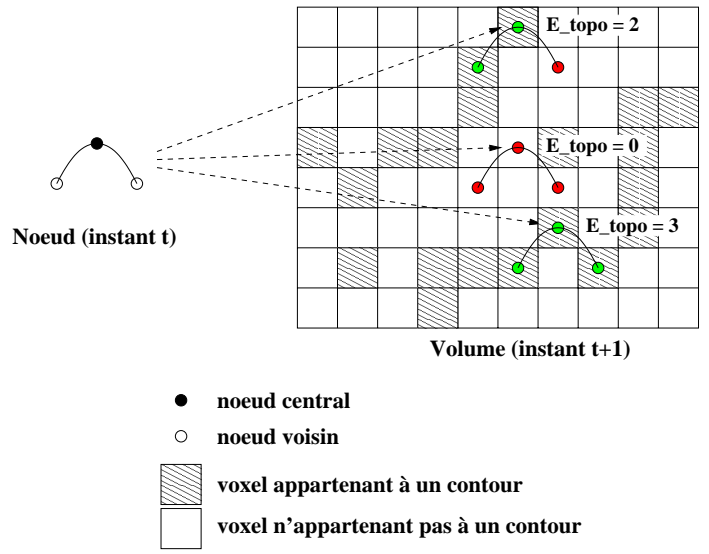 E_topo = 2
E_topo = 0
E_topo = 3
Noeud (instant t)
Volume (instant t+1)
noeud central
noeud voisin
voxel appartenant à un contour
voxel n'appartenant pas à un contour